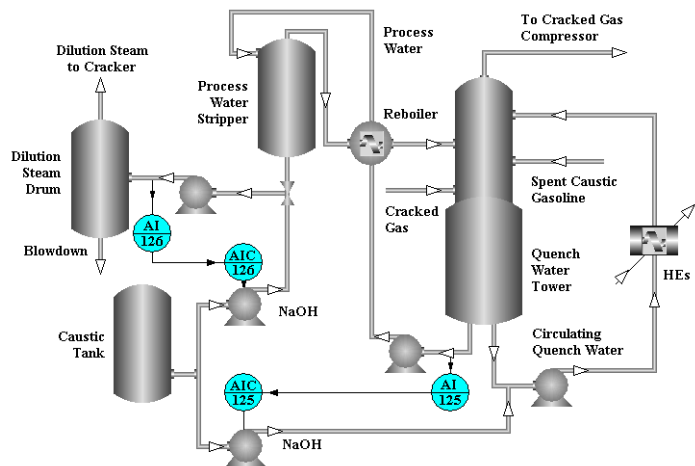 To Cracked Gas
Compressor
Dilution Steam
to Cracker
Process
Water
Process
Water
Stripper
Reboiler
Dilution
Steam
Drum
Spent Caustic
Gasoline
Cracked
Gas
AI
126
AIC
126
Blowdown
Quench
Water
Tower
HEs
NaOH
Caustic
Tank
Circulating
Quench Water
AIC
125
AI
125
NaOH